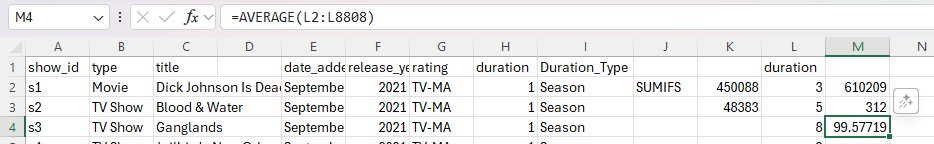 M4 fx =AVERAGE(L2:L8808)
A B C D E F G H I J K L M N
1 show_id type title date_adde release_ye rating duration Duration_Type duration
2 s1 Movie Dick Johnson Is Dea Septembe 2021 TV-MA 1 Season SUMIFS 450088 3 610209
3 s2 TV Show Blood & Water Septembe 2021 TV-MA 1 Season 48383 5 312
4 s3 TV Show Ganglands Septembe 2021 TV-MA 1 Season 8 99.57719